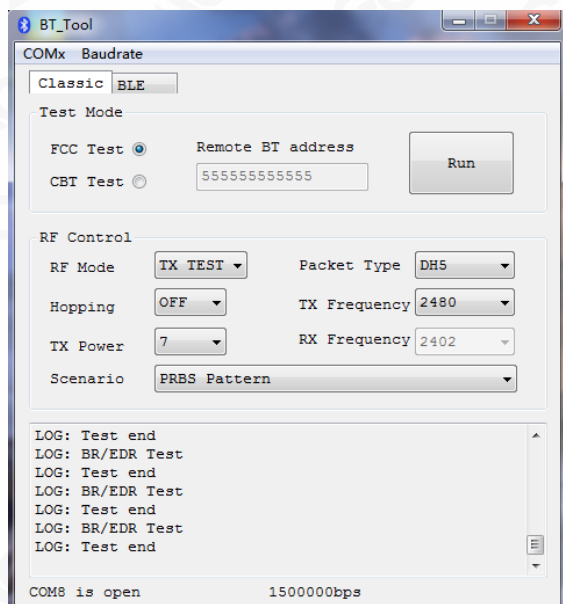 BT_Tool
COMx Baudrate
Classic BLE
Test Mode
FCC Test Remote BT address
CBT Test 555555555555 Run
RF Control
RF Mode TX TEST Packet Type DH5
Hopping OFF TX Frequency 2480
TX Power 7 RX Frequency 2402
Scenario PRBS Pattern
LOG: Test end
LOG: BR/EDR Test
LOG: Test end
LOG: BR/EDR Test
LOG: Test end
LOG: BR/EDR Test
LOG: Test end
COM8 is open 1500000bps